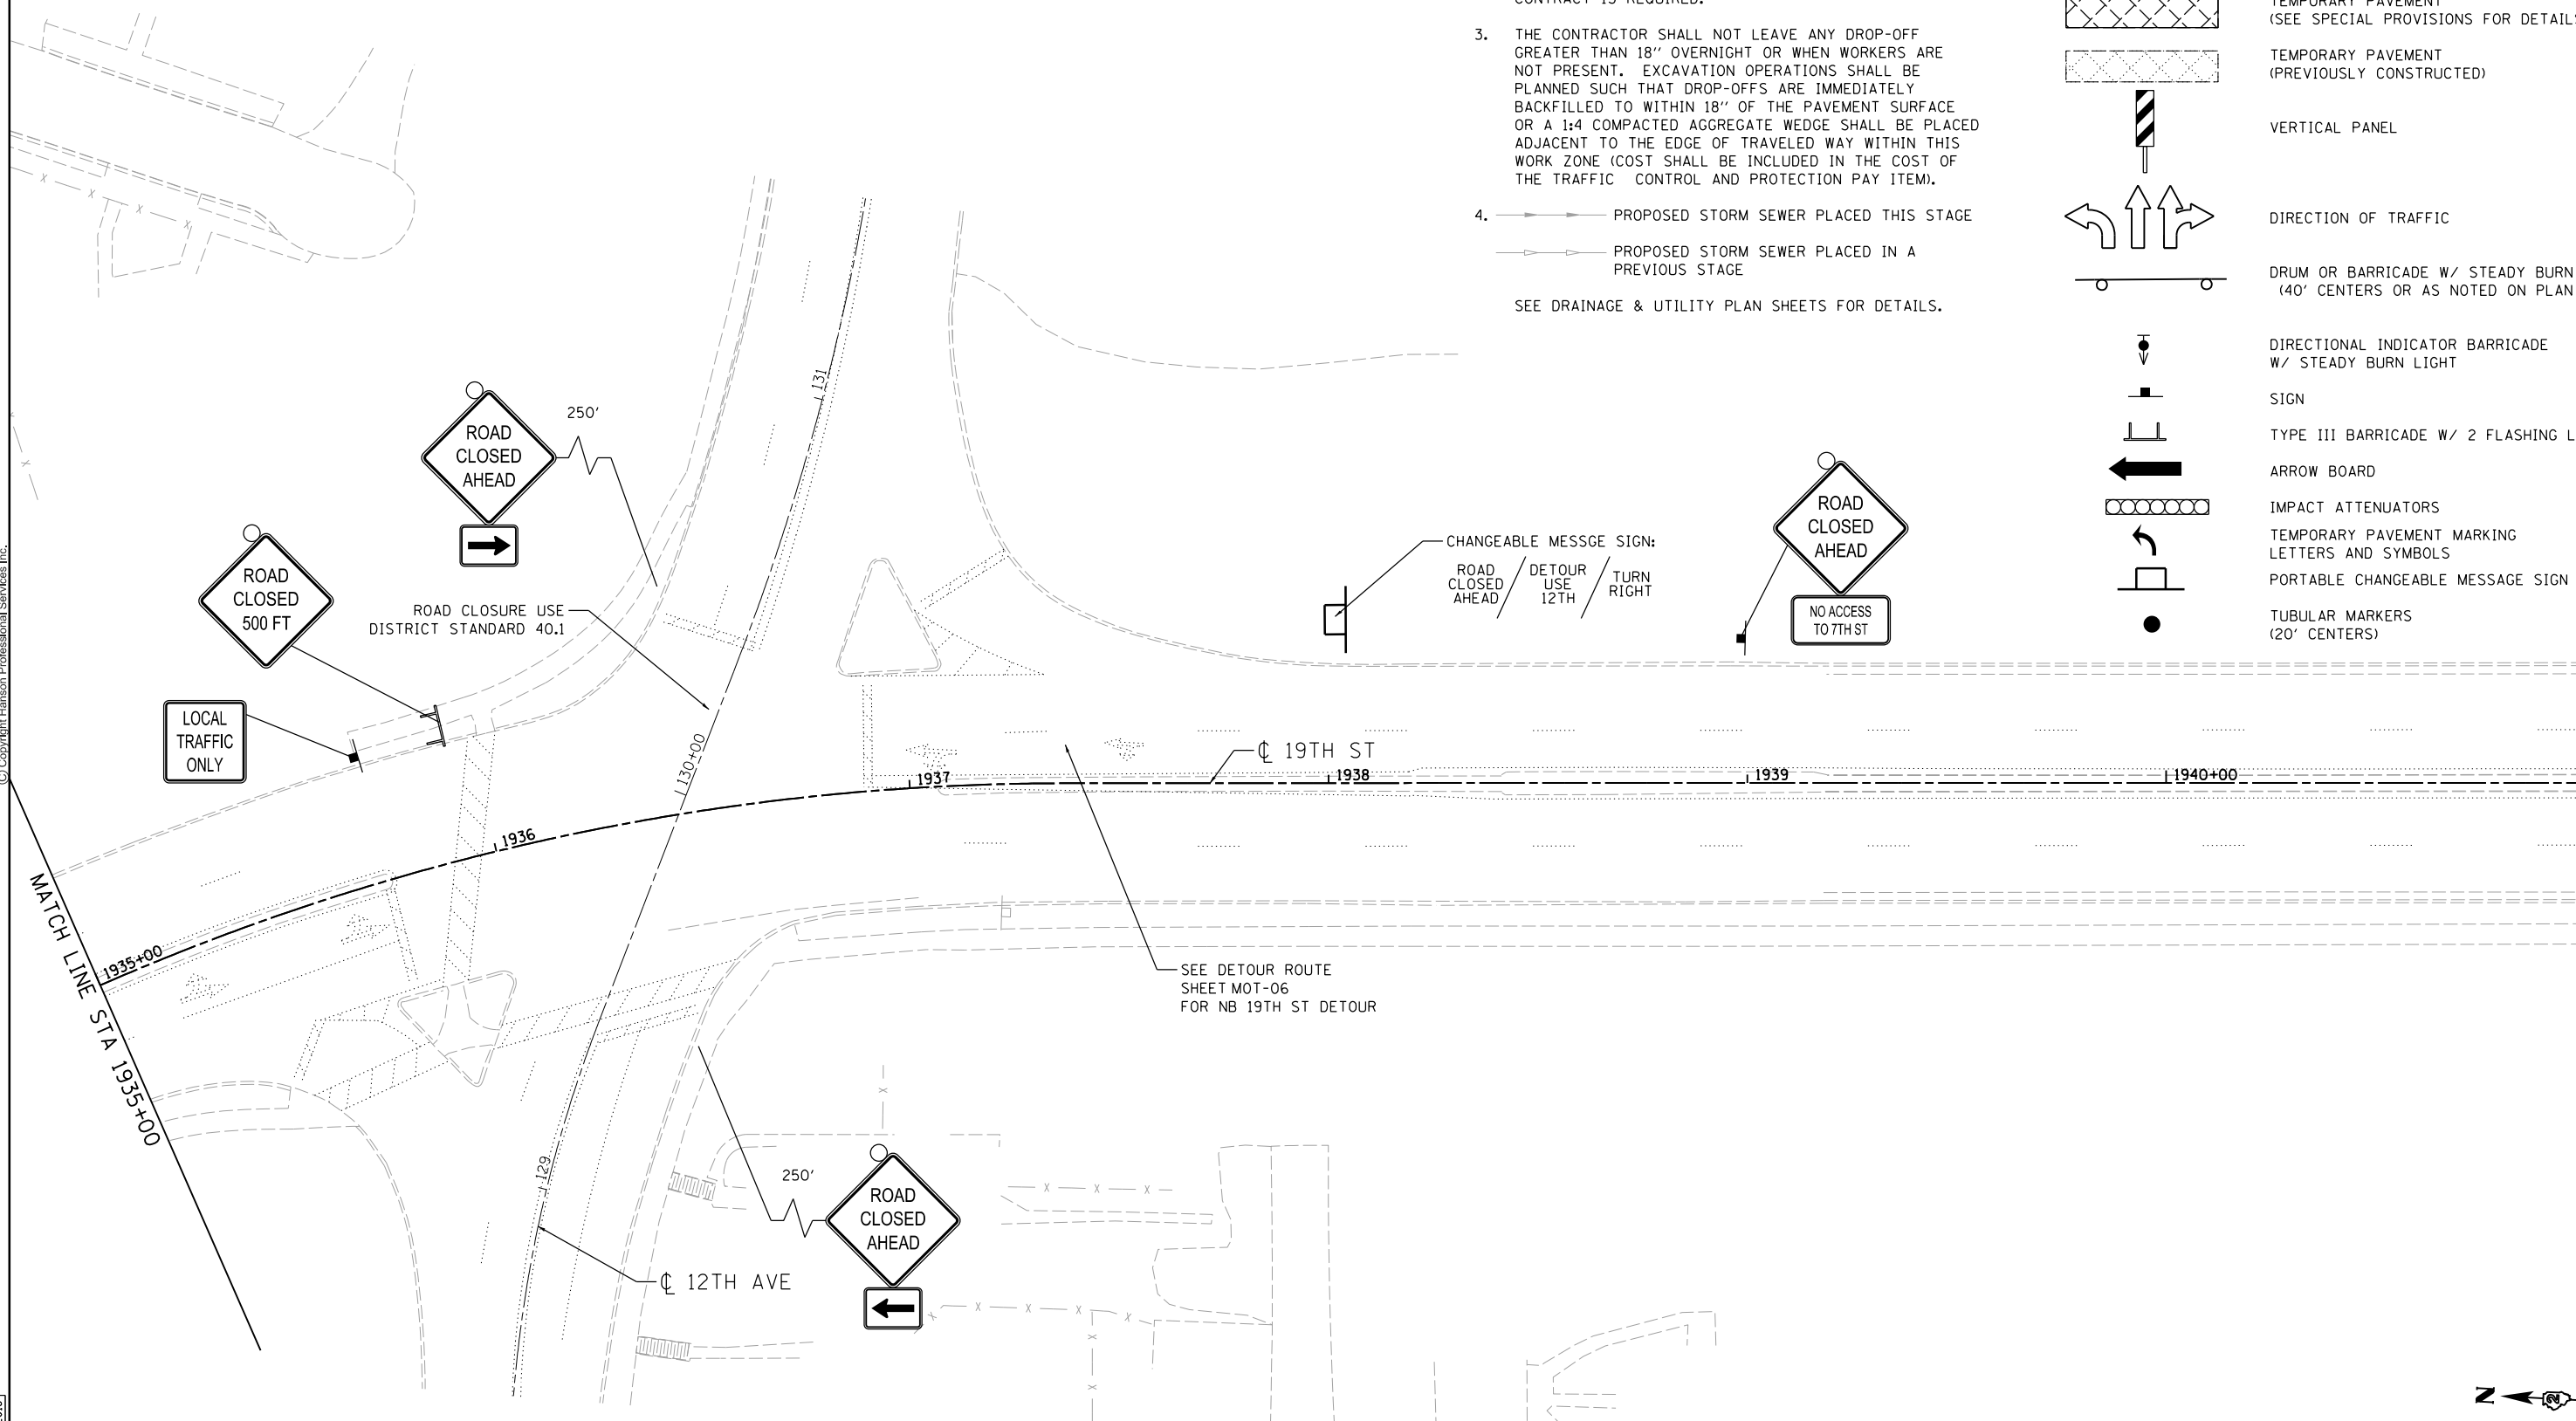 CONTRACT IS REQUIRED.
3. THE CONTRACTOR SHALL NOT LEAVE ANY DROP-OFF
GREATER THAN 18" OVERNIGHT OR WHEN WORKERS ARE
NOT PRESENT. EXCAVATION OPERATIONS SHALL BE
PLANNED SUCH THAT DROP-OFFS ARE IMMEDIATELY
BACKFILLED TO WITHIN 18" OF THE PAVEMENT SURFACE
OR A 1:4 COMPACTED AGGREGATE WEDGE SHALL BE PLACED
ADJACENT TO THE EDGE OF TRAVELED WAY WITHIN THIS
WORK ZONE (COST SHALL BE INCLUDED IN THE COST OF
THE TRAFFIC CONTROL AND PROTECTION PAY ITEM).
4. PROPOSED STORM SEWER PLACED THIS STAGE
PROPOSED STORM SEWER PLACED IN A
PREVIOUS STAGE
SEE DRAINAGE & UTILITY PLAN SHEETS FOR DETAILS.
TEMPORARY PAVEMENT
(SEE SPECIAL PROVISIONS FOR DETAILS
TEMPORARY PAVEMENT
(PREVIOUSLY CONSTRUCTED)
VERTICAL PANEL
DIRECTION OF TRAFFIC
DRUM OR BARRICADE W/ STEADY BURN
(40' CENTERS OR AS NOTED ON PLAN
DIRECTIONAL INDICATOR BARRICADE
W/ STEADY BURN LIGHT
SIGN
TYPE III BARRICADE W/ 2 FLASHING L
ARROW BOARD
IMPACT ATTENUATORS
TEMPORARY PAVEMENT MARKING
LETTERS AND SYMBOLS
PORTABLE CHANGEABLE MESSAGE SIGN
TUBULAR MARKERS
(20' CENTERS)
ROAD
CLOSED
AHEAD
250'
131
ROAD
CLOSED
500 FT
ROAD CLOSURE USE
DISTRICT STANDARD 40.1
LOCAL
TRAFFIC
ONLY
CHANGEABLE MESSGE SIGN:
ROAD
CLOSED
AHEAD
DETOUR
USE
12TH
TURN
RIGHT
ROAD
CLOSED
AHEAD
NO ACCESS
TO 7TH ST
130+00
℄ 19TH ST
1935+00
1936
1937
1938
1939
1940+00
MATCH LINE STA 1935+00
SEE DETOUR ROUTE
SHEET MOT-06
FOR NB 19TH ST DETOUR
129
250'
ROAD
CLOSED
AHEAD
℄ 12TH AVE
(C) Copyright Hanson Professional Services Inc.
N